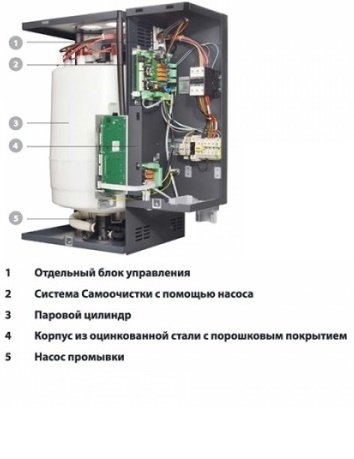 1
2
3
4
5
1 Отдельный блок управления
2 Система Самоочистки с помощью насоса
3 Паровой цилиндр
4 Корпус из оцинкованной стали с порошковым покрытием
5 Насос промывки